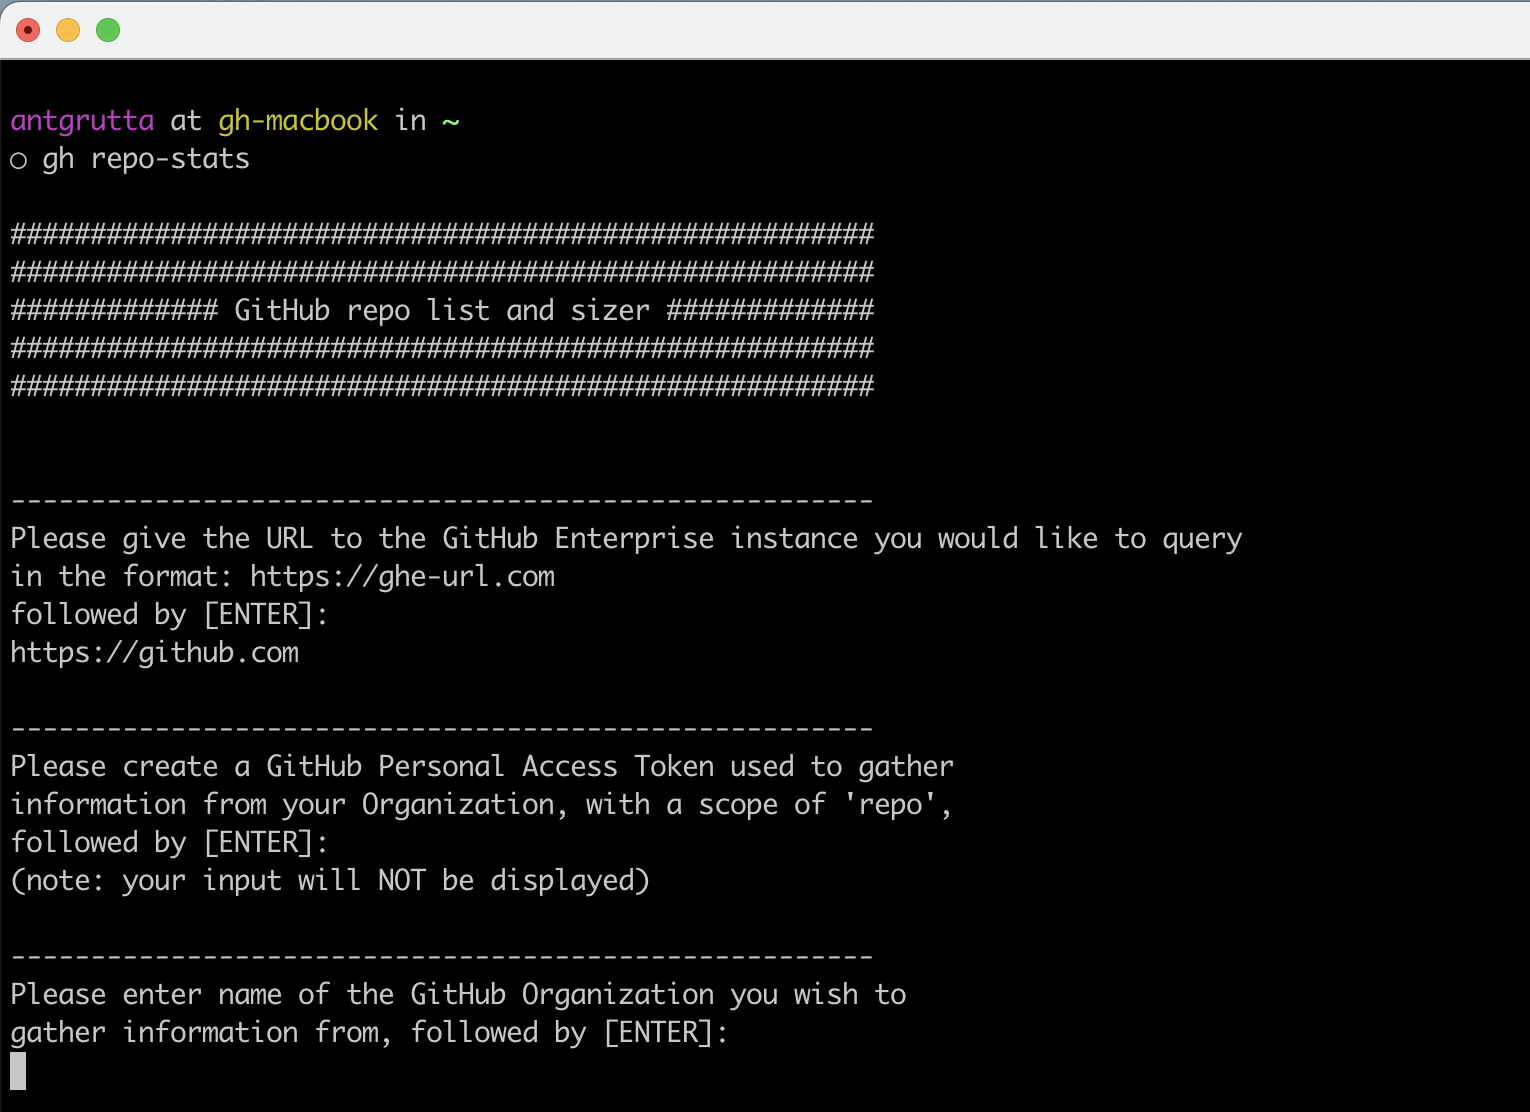 antgrutta at gh-macbook in ~
○ gh repo-stats
######################################################
######################################################
############# GitHub repo list and sizer #############
######################################################
######################################################
------------------------------------------------------
Please give the URL to the GitHub Enterprise instance you would like to query
in the format: https://ghe-url.com
followed by [ENTER]:
https://github.com
------------------------------------------------------
Please create a GitHub Personal Access Token used to gather
information from your Organization, with a scope of 'repo',
followed by [ENTER]:
(note: your input will NOT be displayed)
------------------------------------------------------
Please enter name of the GitHub Organization you wish to
gather information from, followed by [ENTER]: